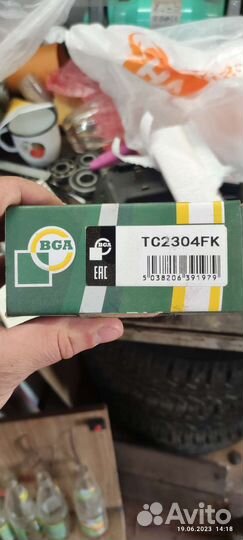 BGA
BGA
EAC
TC2304FK
5 038206 391979
Avito
19.06.2023 14:18